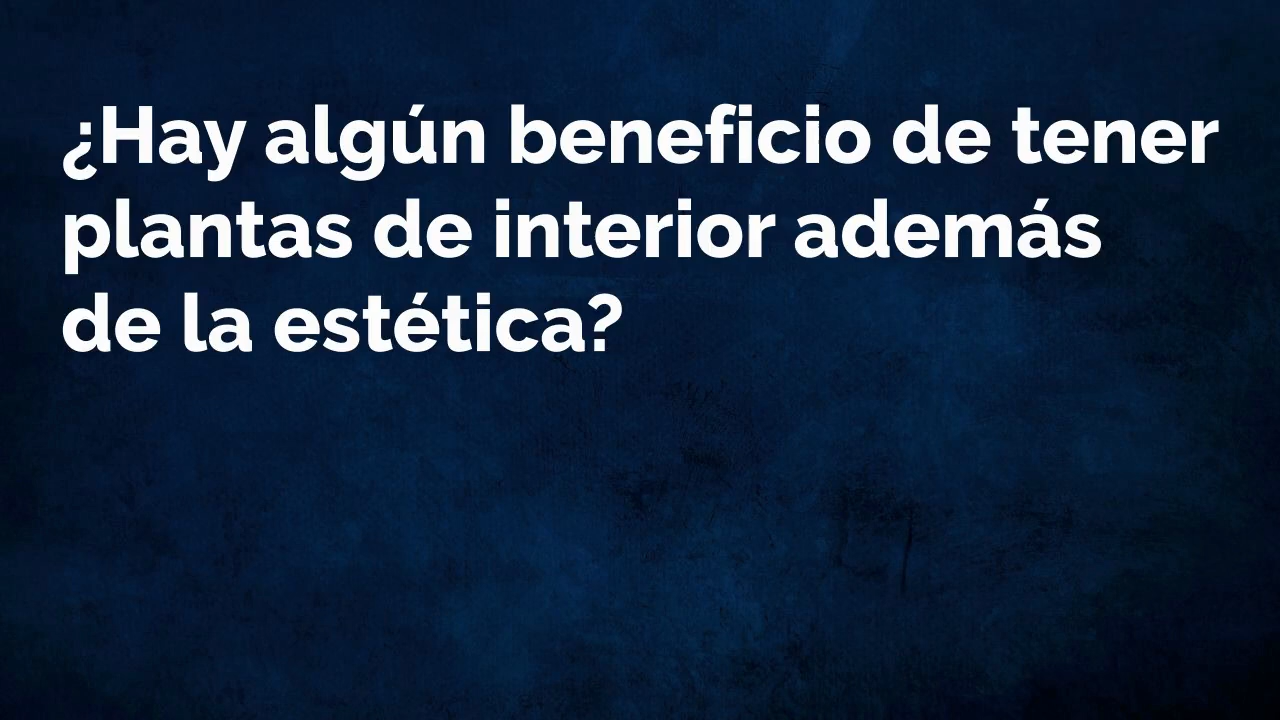 ¿Hay algún beneficio de tener
plantas de interior además
de la estética?